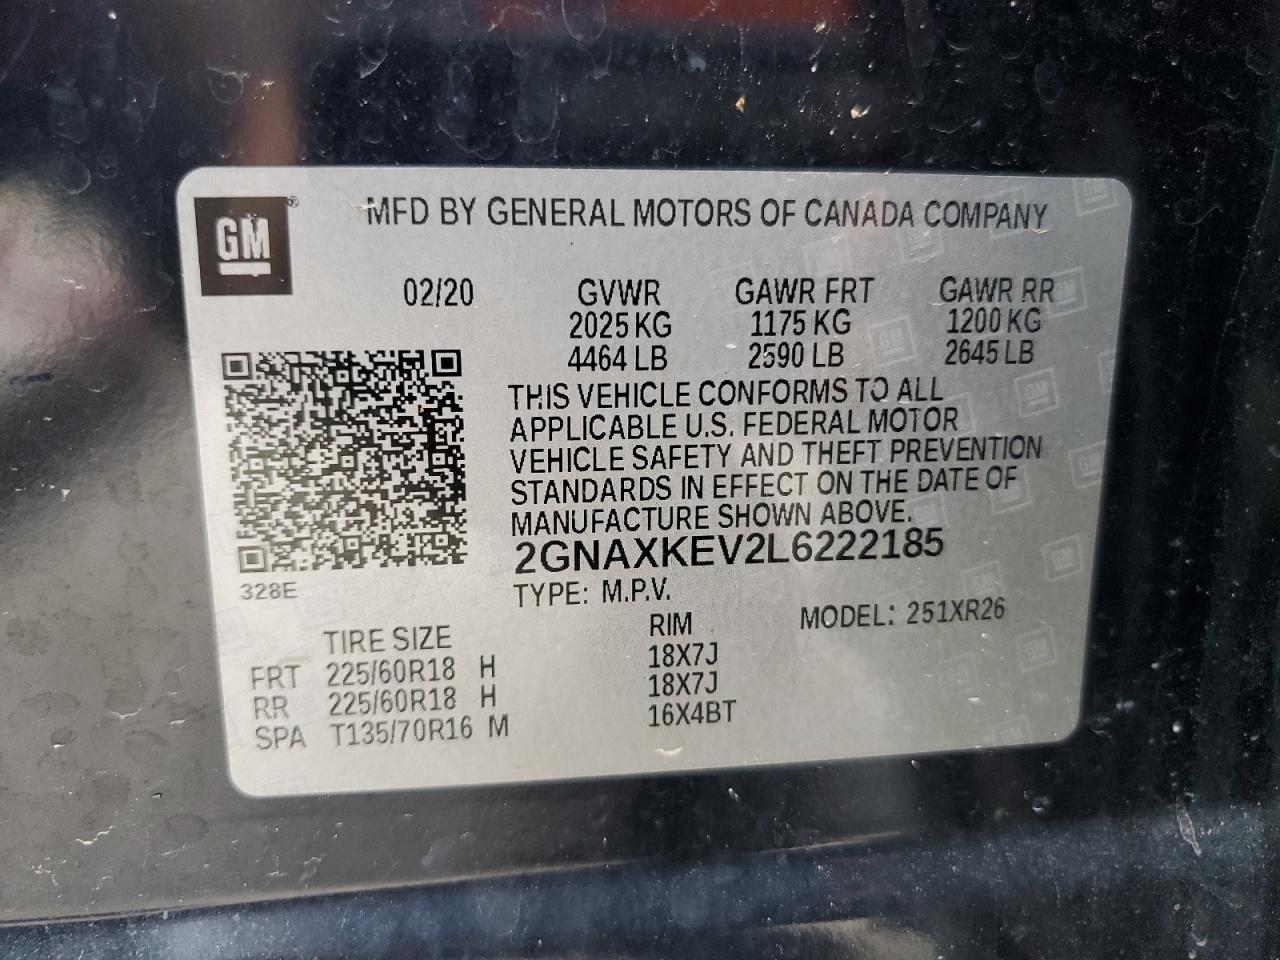 GM®
MFD BY GENERAL MOTORS OF CANADA COMPANY
02/20 GVWR GAWR FRT GAWR RR
2025 KG 1175 KG 1200 KG
4464 LB 2590 LB 2645 LB
THIS VEHICLE CONFORMS TO ALL
APPLICABLE U.S. FEDERAL MOTOR
VEHICLE SAFETY AND THEFT PREVENTION
STANDARDS IN EFFECT ON THE DATE OF
MANUFACTURE SHOWN ABOVE.
2GNAXKEV2L6222185
328E
TYPE: M.P.V.
MODEL: 251XR26
TIRE SIZE RIM
FRT 225/60R18 H 18X7J
RR 225/60R18 H 18X7J
SPA T135/70R16 M 16X4BT